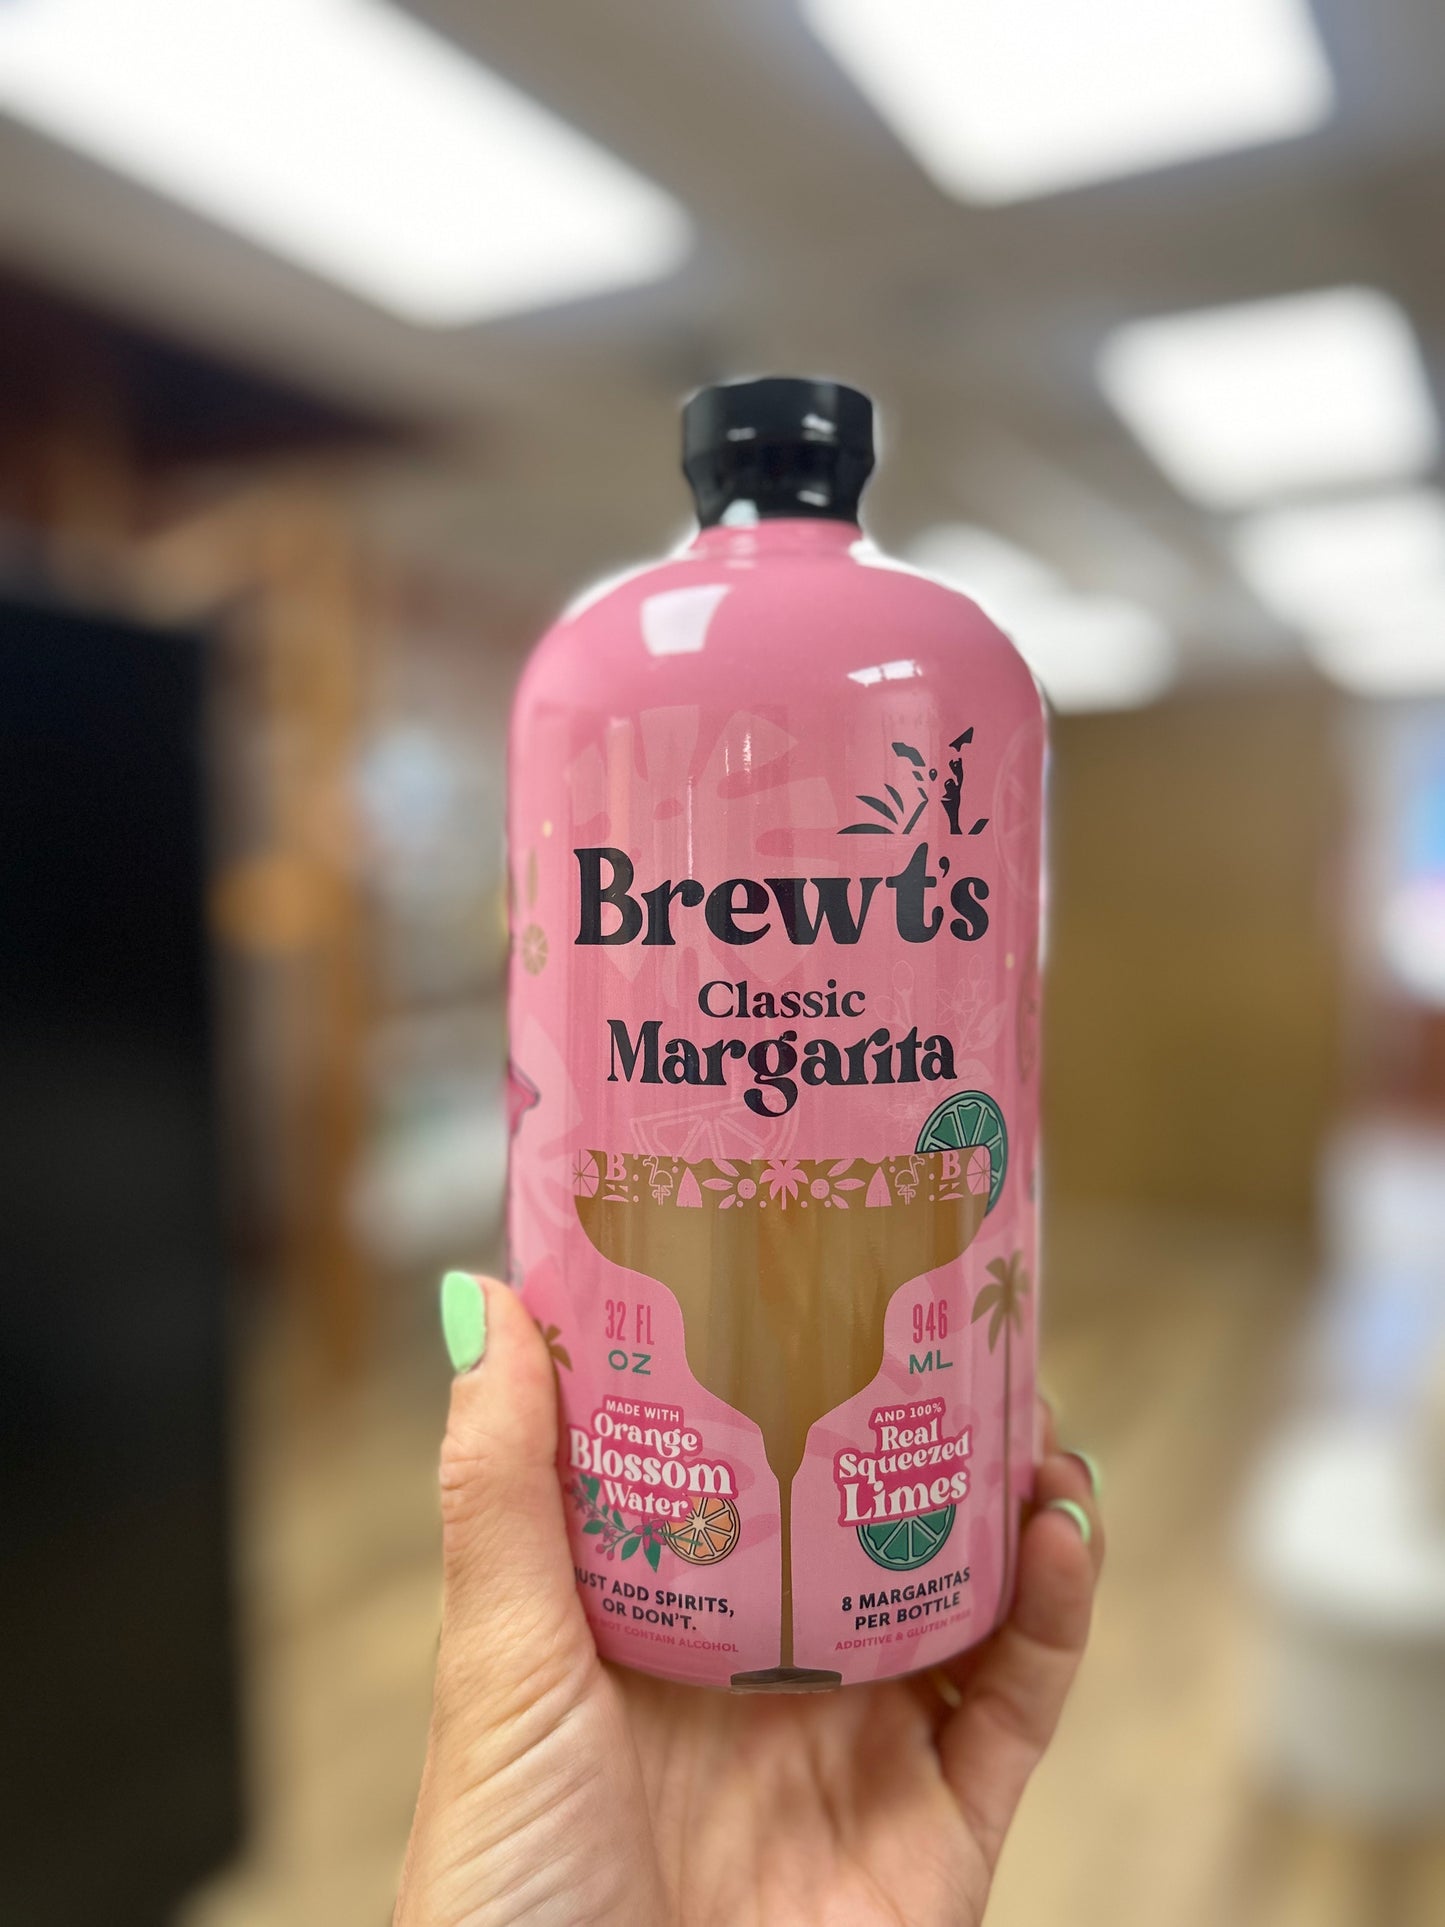 Brewt's
Classic
Margarita
B
B
32 FL
OZ
946
ML
MADE WITH
Orange
Blossom
Water
AND 100%
Real
Squeezed
Limes
JUST ADD SPIRITS,
OR DON'T.
NOT CONTAIN ALCOHOL
8 MARGARITAS
PER BOTTLE
ADDITIVE & GLUTEN FREE